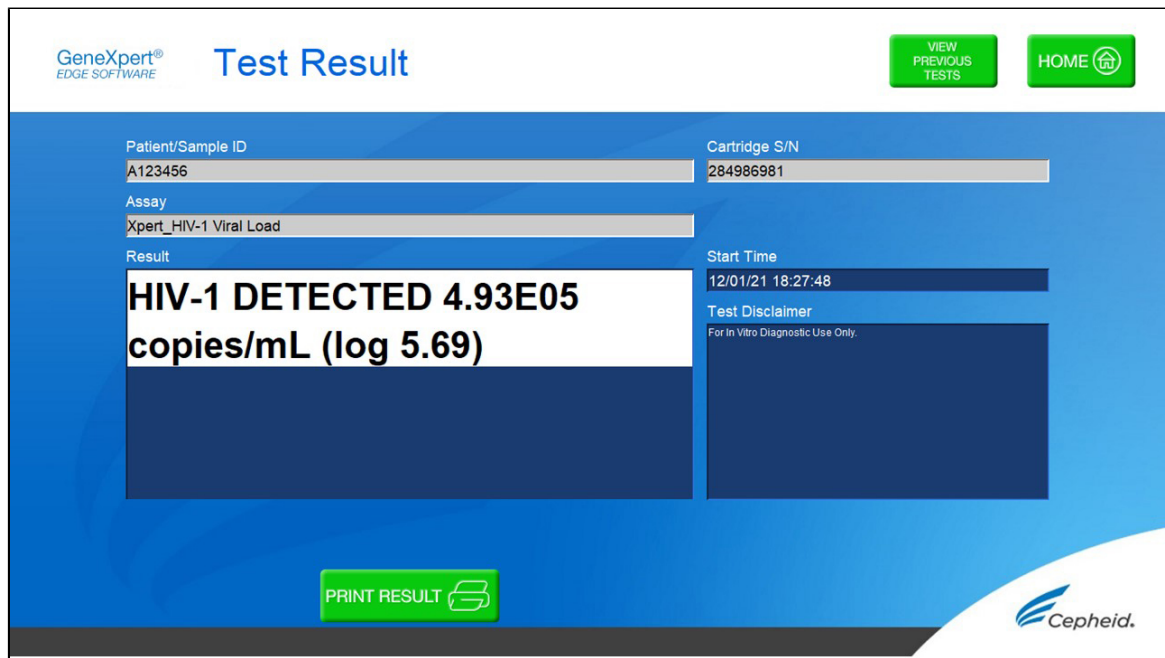 GeneXpert®
EDGE SOFTWARE
Test Result
VIEW
PREVIOUS
TESTS
HOME
Patient/Sample ID
A123456
Cartridge S/N
284986981
Assay
Xpert_HIV-1 Viral Load
Result
HIV-1 DETECTED 4.93E05
copies/mL (log 5.69)
Start Time
12/01/21 18:27:48
Test Disclaimer
For In Vitro Diagnostic Use Only.
PRINT RESULT
Cepheid.